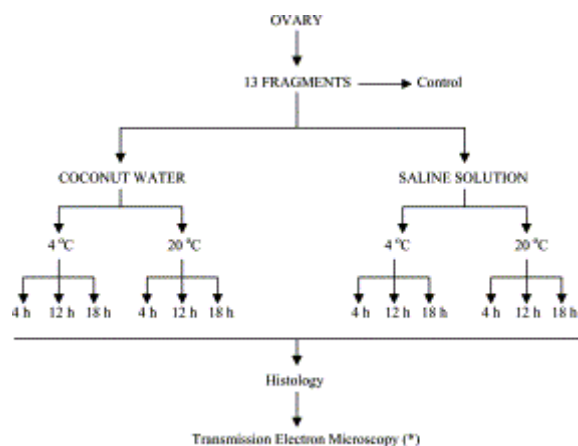 OVARY
13 FRAGMENTS Control
COCONUT WATER SALINE SOLUTION
4 °C 20 °C 4 °C 20 °C
4 h 12 h 18 h 4 h 12 h 18 h 4 h 12 h 18 h 4 h 12 h 18 h
Histology
Transmission Electron Microscopy (*)